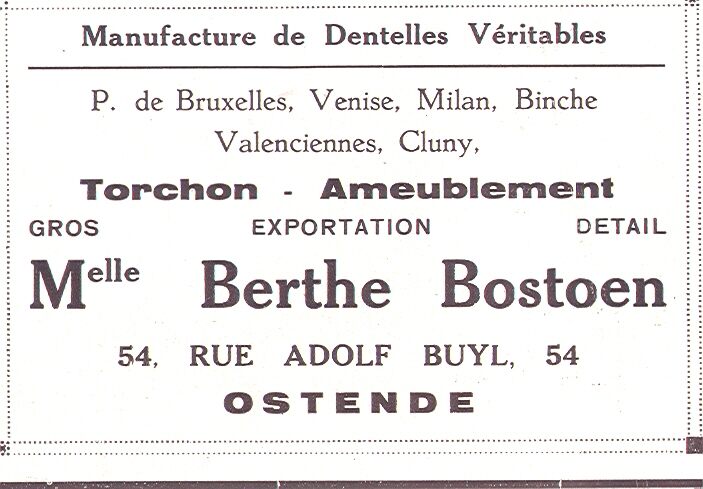 Manufacture de Dentelles Véritables
P. de Bruxelles, Venise, Milan, Binche
Valenciennes, Cluny,
Torchon - Ameublement
GROS EXPORTATION DETAIL
Melle Berthe Bostoen
54, RUE ADOLF BUYL, 54
OSTENDE